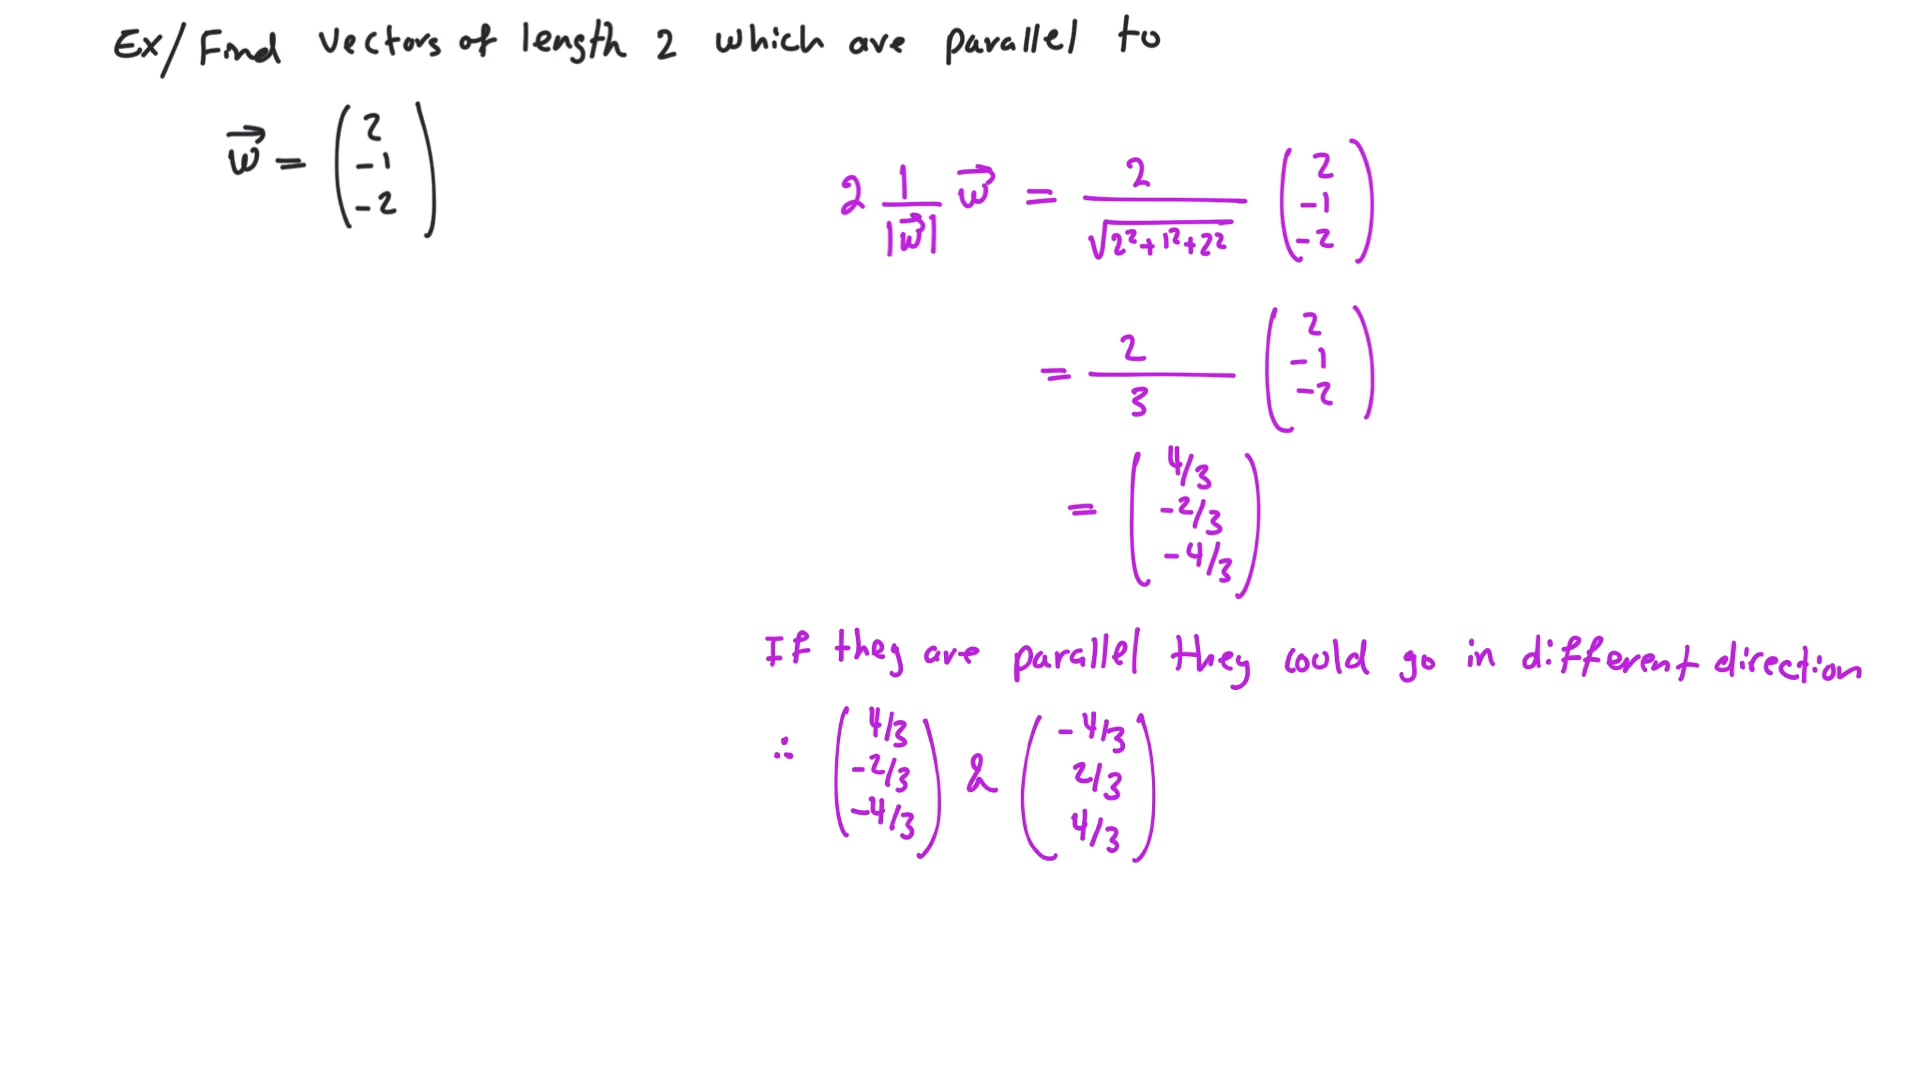 Ex/ Find vectors of length 2 which are parallel to
w⃗ = (2 -1 -2)
2 1/|w⃗| w⃗ = 2/√(2²+1²+2²) (2 -1 -2)
= 2/3 (2 -1 -2)
= (4/3 -2/3 -4/3)
If they are parallel they could go in different direction
∴ (4/3 -2/3 -4/3) & (-4/3 2/3 4/3)